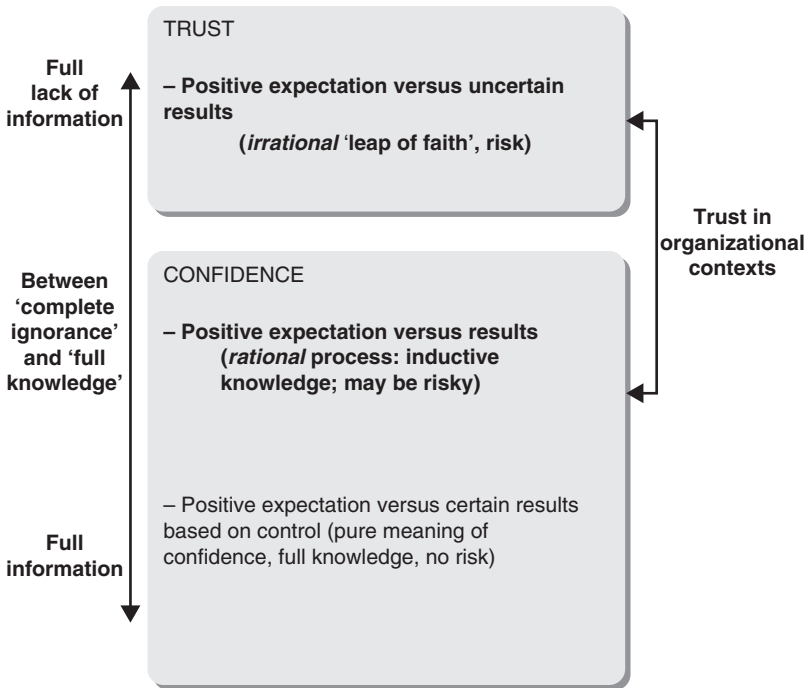 Full
lack of
information
Between
‘complete
ignorance’
and ‘full
knowledge’
Full
information
TRUST
– Positive expectation versus uncertain
results
(irrational ‘leap of faith’, risk)
CONFIDENCE
– Positive expectation versus results
(rational process: inductive
knowledge; may be risky)
– Positive expectation versus certain results
based on control (pure meaning of
confidence, full knowledge, no risk)
Trust in
organizational
contexts